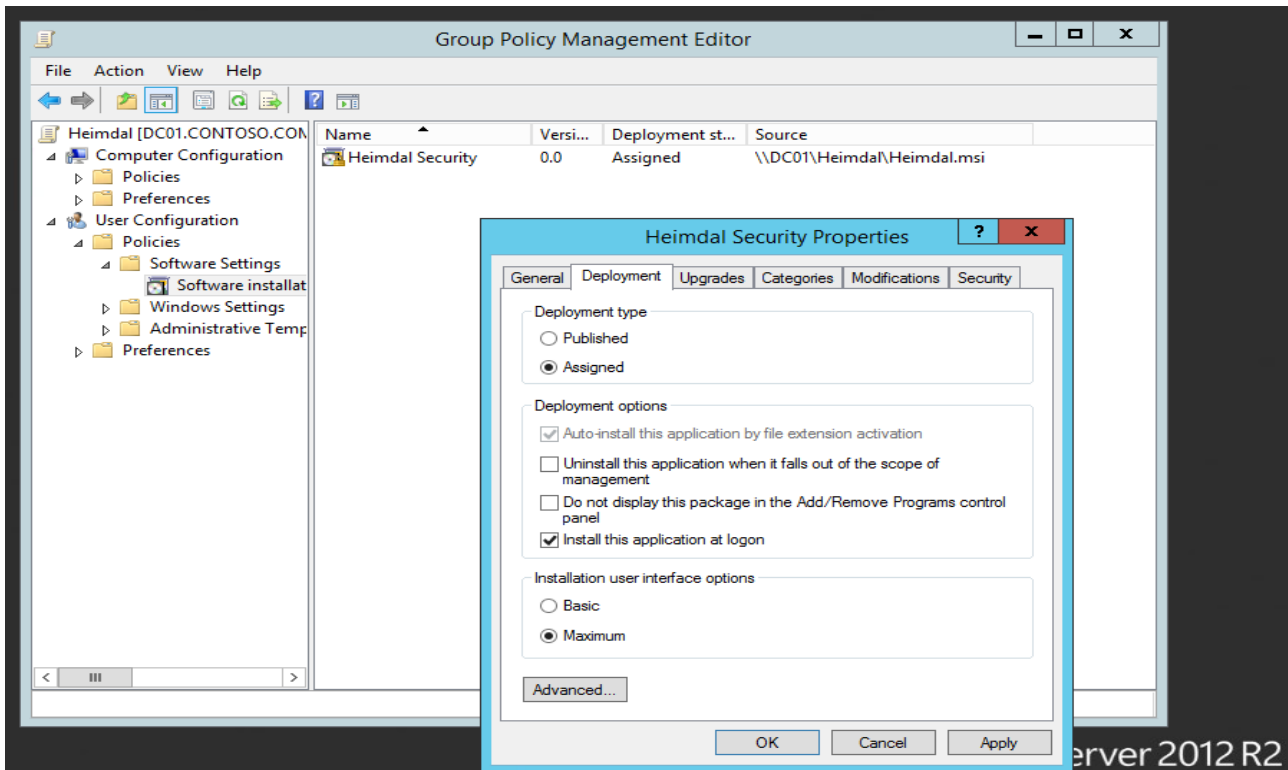 Group Policy Management Editor
File Action View Help
Heimdal [DC01.CONTOSO.CON
Computer Configuration
Policies
Preferences
User Configuration
Policies
Software Settings
Software installat
Windows Settings
Administrative Temp
Preferences
Name Versi... Deployment st... Source
Heimdal Security 0.0 Assigned \\DC01\Heimdal\Heimdal.msi
Heimdal Security Properties
General Deployment Upgrades Categories Modifications Security
Deployment type
Published
Assigned
Deployment options
Auto-install this application by file extension activation
Uninstall this application when it falls out of the scope of
management
Do not display this package in the Add/Remove Programs control
panel
Install this application at logon
Installation user interface options
Basic
Maximum
Advanced...
OK Cancel Apply
erver 2012 R2